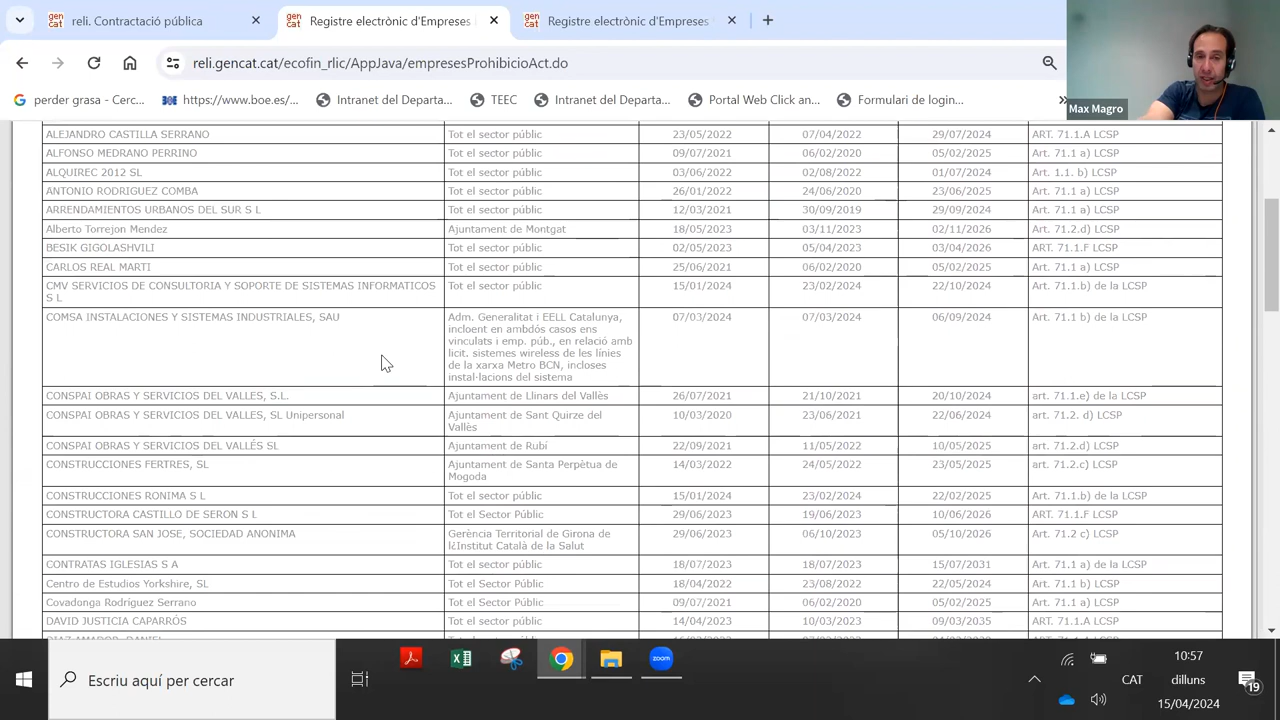 reli. Contractació pública
Registre electrònic d'Empreses
Registre electrònic d'Empreses
reli.gencat.cat/ecofin_rlic/AppJava/empresesProhibicioAct.do
perder grasa - Cerc...
https://www.boe.es/...
Intranet del Departa...
TEEC
Intranet del Departa...
Portal Web Click an...
Formulari de login...
Max Magro
ALEJANDRO CASTILLA SERRANO Tot el sector públic 23/05/2022 07/04/2022 29/07/2024 ART. 71.1.A LCSP
ALFONSO MEDRANO PERRINO Tot el sector públic 09/07/2021 06/02/2020 05/02/2025 Art. 71.1 a) LCSP
ALQUIREC 2012 SL Tot el sector públic 03/06/2022 02/08/2022 01/07/2024 Art. 1.1. b) LCSP
ANTONIO RODRIGUEZ COMBA Tot el sector públic 26/01/2022 24/06/2020 23/06/2025 Art. 71.1 a) LCSP
ARRENDAMIENTOS URBANOS DEL SUR S L Tot el sector públic 12/03/2021 30/09/2019 29/09/2024 Art. 71.1 a) LCSP
Alberto Torrejon Mendez Ajuntament de Montgat 18/05/2023 03/11/2023 02/11/2026 Art. 71.2.d) LCSP
BESIK GIGOLASHVILI Tot el sector públic 02/05/2023 05/04/2023 03/04/2026 ART. 71.1.F LCSP
CARLOS REAL MARTI Tot el sector públic 25/06/2021 06/02/2020 05/02/2025 Art. 71.1 a) LCSP
CMV SERVICIOS DE CONSULTORIA Y SOPORTE DE SISTEMAS INFORMATICOS Tot el sector públic 15/01/2024 23/02/2024 22/10/2024 Art. 71.1.b) de la LCSP
S L
COMSA INSTALACIONES Y SISTEMAS INDUSTRIALES, SAU Adm. Generalitat i EELL Catalunya, 07/03/2024 07/03/2024 06/09/2024 Art. 71.1 b) de la LCSP
incloent en ambdós casos ens
vinculats i emp. púb., en relació amb
licit. sistemes wireless de les línies
de la xarxa Metro BCN, incloses
instal·lacions del sistema
CONSPAI OBRAS Y SERVICIOS DEL VALLES, S.L. Ajuntament de Llinars del Vallès 26/07/2021 21/10/2021 20/10/2024 art. 71.1.e) de la LCSP
CONSPAI OBRAS Y SERVICIOS DEL VALLES, SL Unipersonal Ajuntament de Sant Quirze del 10/03/2020 23/06/2021 22/06/2024 art. 71.2. d) LCSP
Vallès
CONSPAI OBRAS Y SERVICIOS DEL VALLÉS SL Ajuntament de Rubí 22/09/2021 11/05/2022 10/05/2025 art.71.2.d) LCSP
CONSTRUCCIONES FERTRES, SL Ajuntament de Santa Perpètua de 14/03/2022 24/05/2022 23/05/2025 art.71.2.c) LCSP
Mogoda
CONSTRUCCIONES RONIMA S L Tot el sector públic 15/01/2024 23/02/2024 22/02/2025 Art. 71.1.b) de la LCSP
CONSTRUCTORA CASTILLO DE SERON S L Tot el Sector Públic 29/06/2023 19/06/2023 10/06/2026 ART. 71.1.F LCSP
CONSTRUCTORA SAN JOSE, SOCIEDAD ANONIMA Gerència Territorial de Girona de 29/06/2023 06/10/2023 05/10/2026 Art. 71.2 c) LCSP
l¿Institut Català de la Salut
CONTRATAS IGLESIAS S A Tot el sector públic 18/07/2023 18/07/2023 15/07/2031 Art. 71.1 a) de la LCSP
Centro de Estudios Yorkshire, SL Tot el Sector Públic 18/04/2022 23/08/2022 22/05/2024 Art. 71.1 b) LCSP
Covadonga Rodríguez Serrano Tot el Sector Públic 09/07/2021 06/02/2020 05/02/2025 Art. 71.1 a) LCSP
DAVID JUSTICIA CAPARRÓS Tot el sector públic 14/04/2023 10/03/2023 09/03/2035 ART. 71.1.A LCSP
Escriu aquí per cercar
CAT
10:57
dilluns
15/04/2024
19